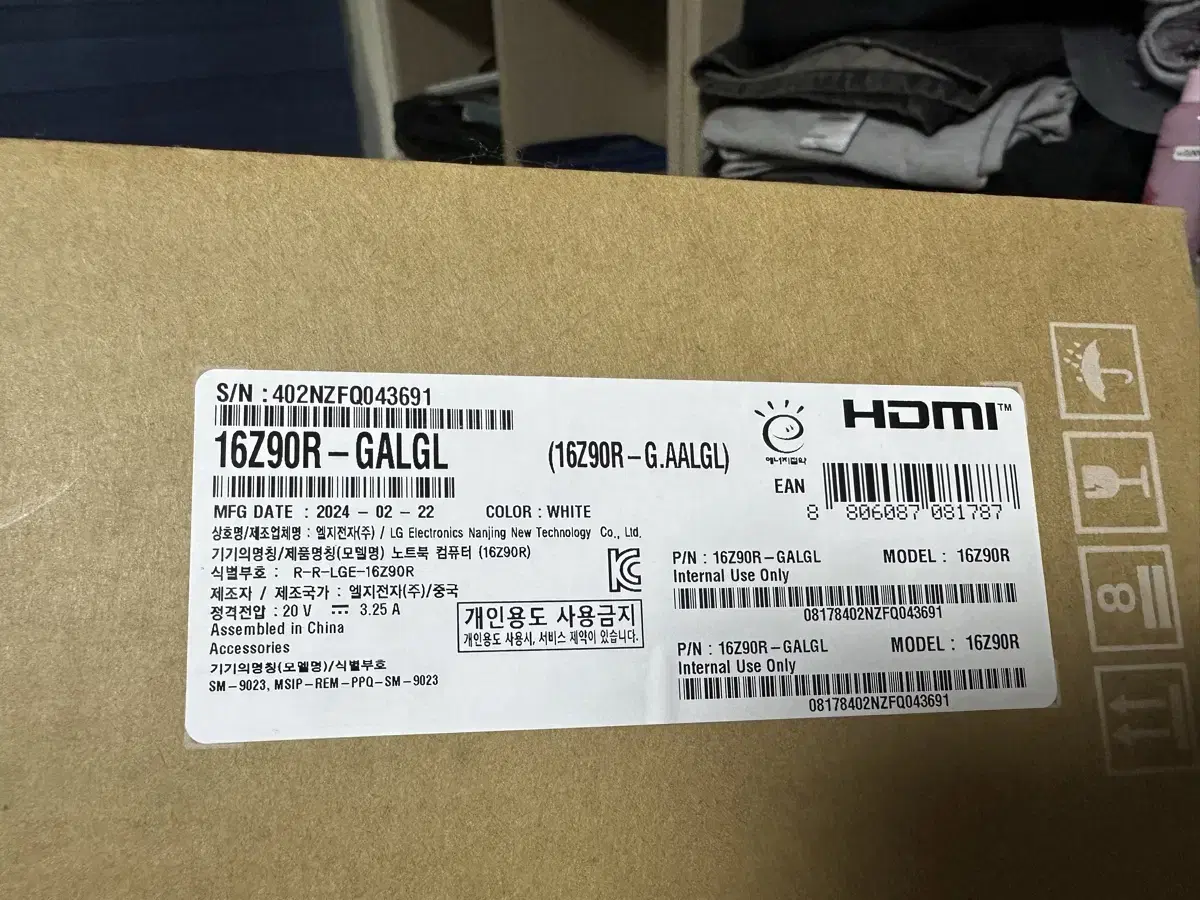 S/N : 402NZFQ043691
16Z90R-GALGL (16Z90R-G.AALGL)
에너지절약
HDMI™
EAN
8 806087 081787
MFG DATE : 2024 - 02 - 22 COLOR : WHITE
상호명/제조업체명 : 엘지전자(주) / LG Electronics Nanjing New Technology Co., Ltd.
기기의명칭/제품명칭(모델명) 노트북 컴퓨터 (16Z90R)
식별부호 : R-R-LGE-16Z90R
제조자 / 제조국가 : 엘지전자(주)/중국
정격전압 : 20 V ⎓ 3.25 A
Assembled in China
Accessories
기기의명칭(모델명)/식별부호
SM-9023, MSIP-REM-PPQ-SM-9023
개인용도 사용금지
개인용도 사용시, 서비스 제약이 있습니다.
P/N : 16Z90R-GALGL MODEL : 16Z90R
Internal Use Only
08178402NZFQ043691
P/N : 16Z90R-GALGL MODEL : 16Z90R
Internal Use Only
08178402NZFQ043691
8